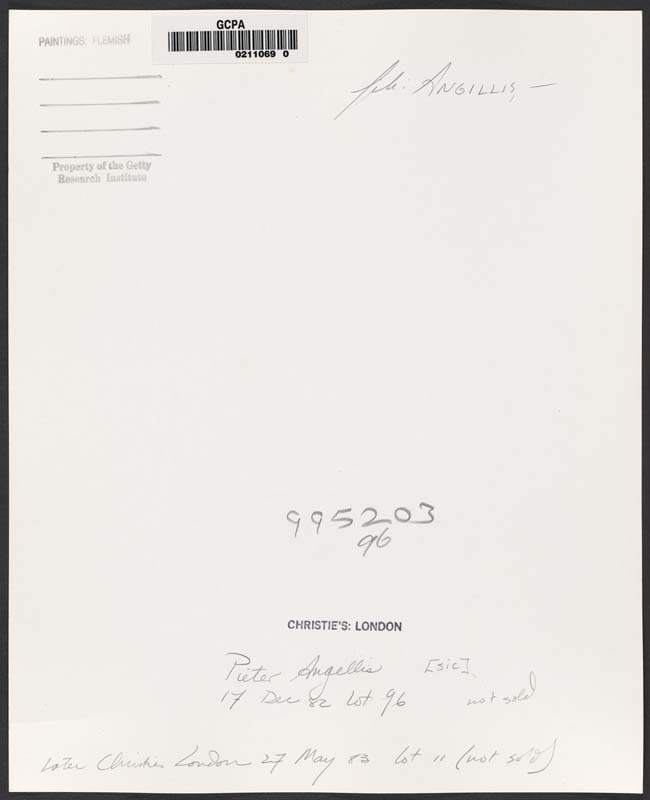 GCPA
0211069 0
PAINTINGS: FLEMISH
file: ANGILLIS, —
Property of the Getty
Research Institute
995203
96
CHRISTIE'S: LONDON
Pieter Angellis [sic]
17 Dec 82 Lot 96 not sold
Later Christies London 27 May 83 lot 11 (not sold)